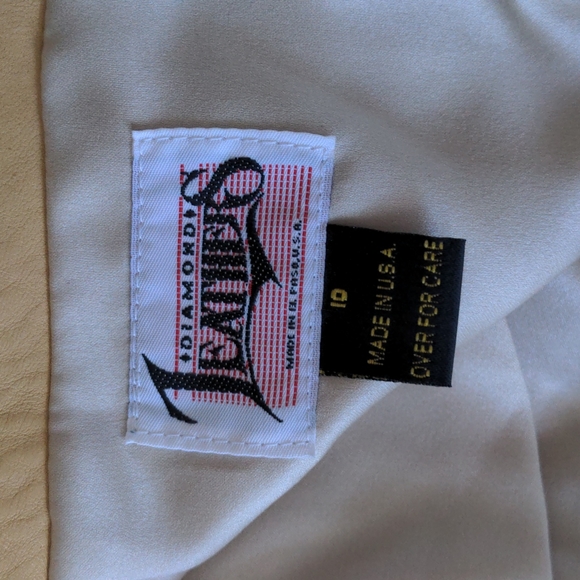 ♦DIAMOND♦
LEATHERS
MADE IN EL PASO, U.S.A.
10
MADE IN U.S.A.
OVER FOR CARE